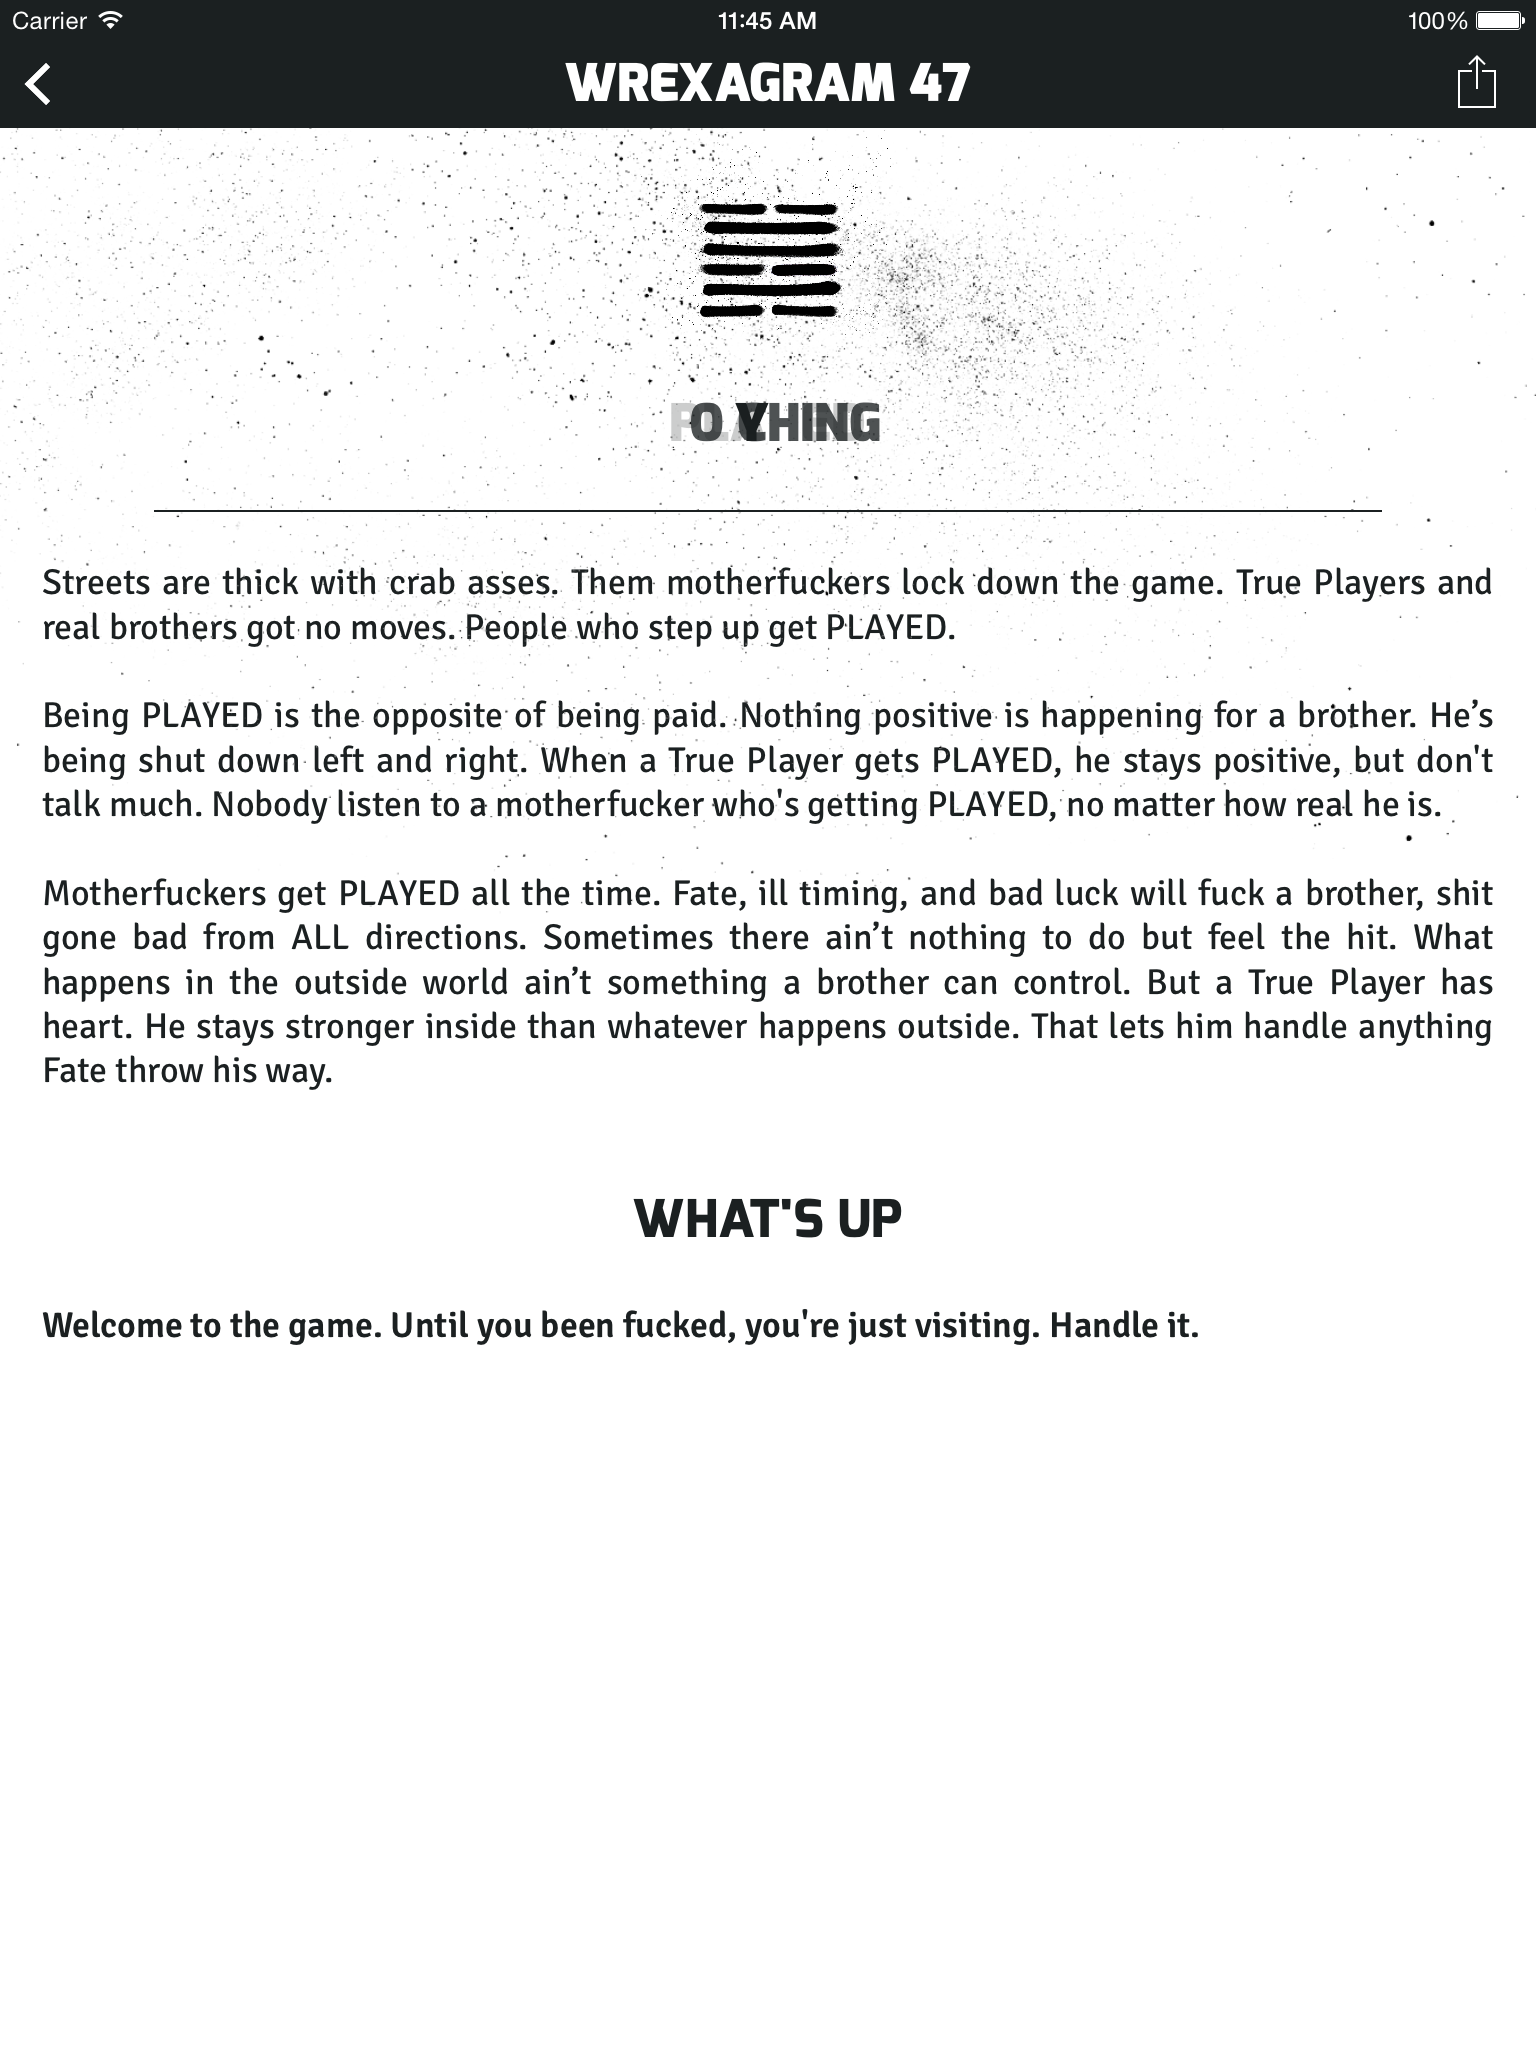 Carrier 11:45 AM 100%
WREXAGRAM 47
Streets are thick with crab asses. Them motherfuckers lock down the game. True Players and
real brothers got no moves. People who step up get PLAYED.
Being PLAYED is the opposite of being paid. Nothing positive is happening for a brother. He’s
being shut down left and right. When a True Player gets PLAYED, he stays positive, but don't
talk much. Nobody listen to a motherfucker who's getting PLAYED, no matter how real he is.
Motherfuckers get PLAYED all the time. Fate, ill timing, and bad luck will fuck a brother, shit
gone bad from ALL directions. Sometimes there ain’t nothing to do but feel the hit. What
happens in the outside world ain’t something a brother can control. But a True Player has
heart. He stays stronger inside than whatever happens outside. That lets him handle anything
Fate throw his way.
WHAT'S UP
Welcome to the game. Until you been fucked, you're just visiting. Handle it.